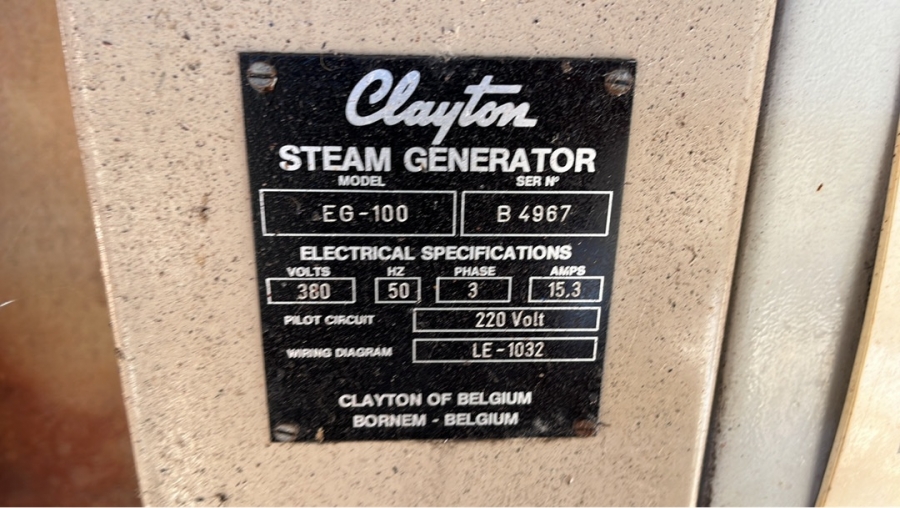 Clayton
STEAM GENERATOR
MODEL SER Nº
EG-100 B 4967
ELECTRICAL SPECIFICATIONS
VOLTS HZ PHASE AMPS
380 50 3 15.3
PILOT CIRCUIT 220 Volt
WIRING DIAGRAM LE-1032
CLAYTON OF BELGIUM
BORNEM - BELGIUM